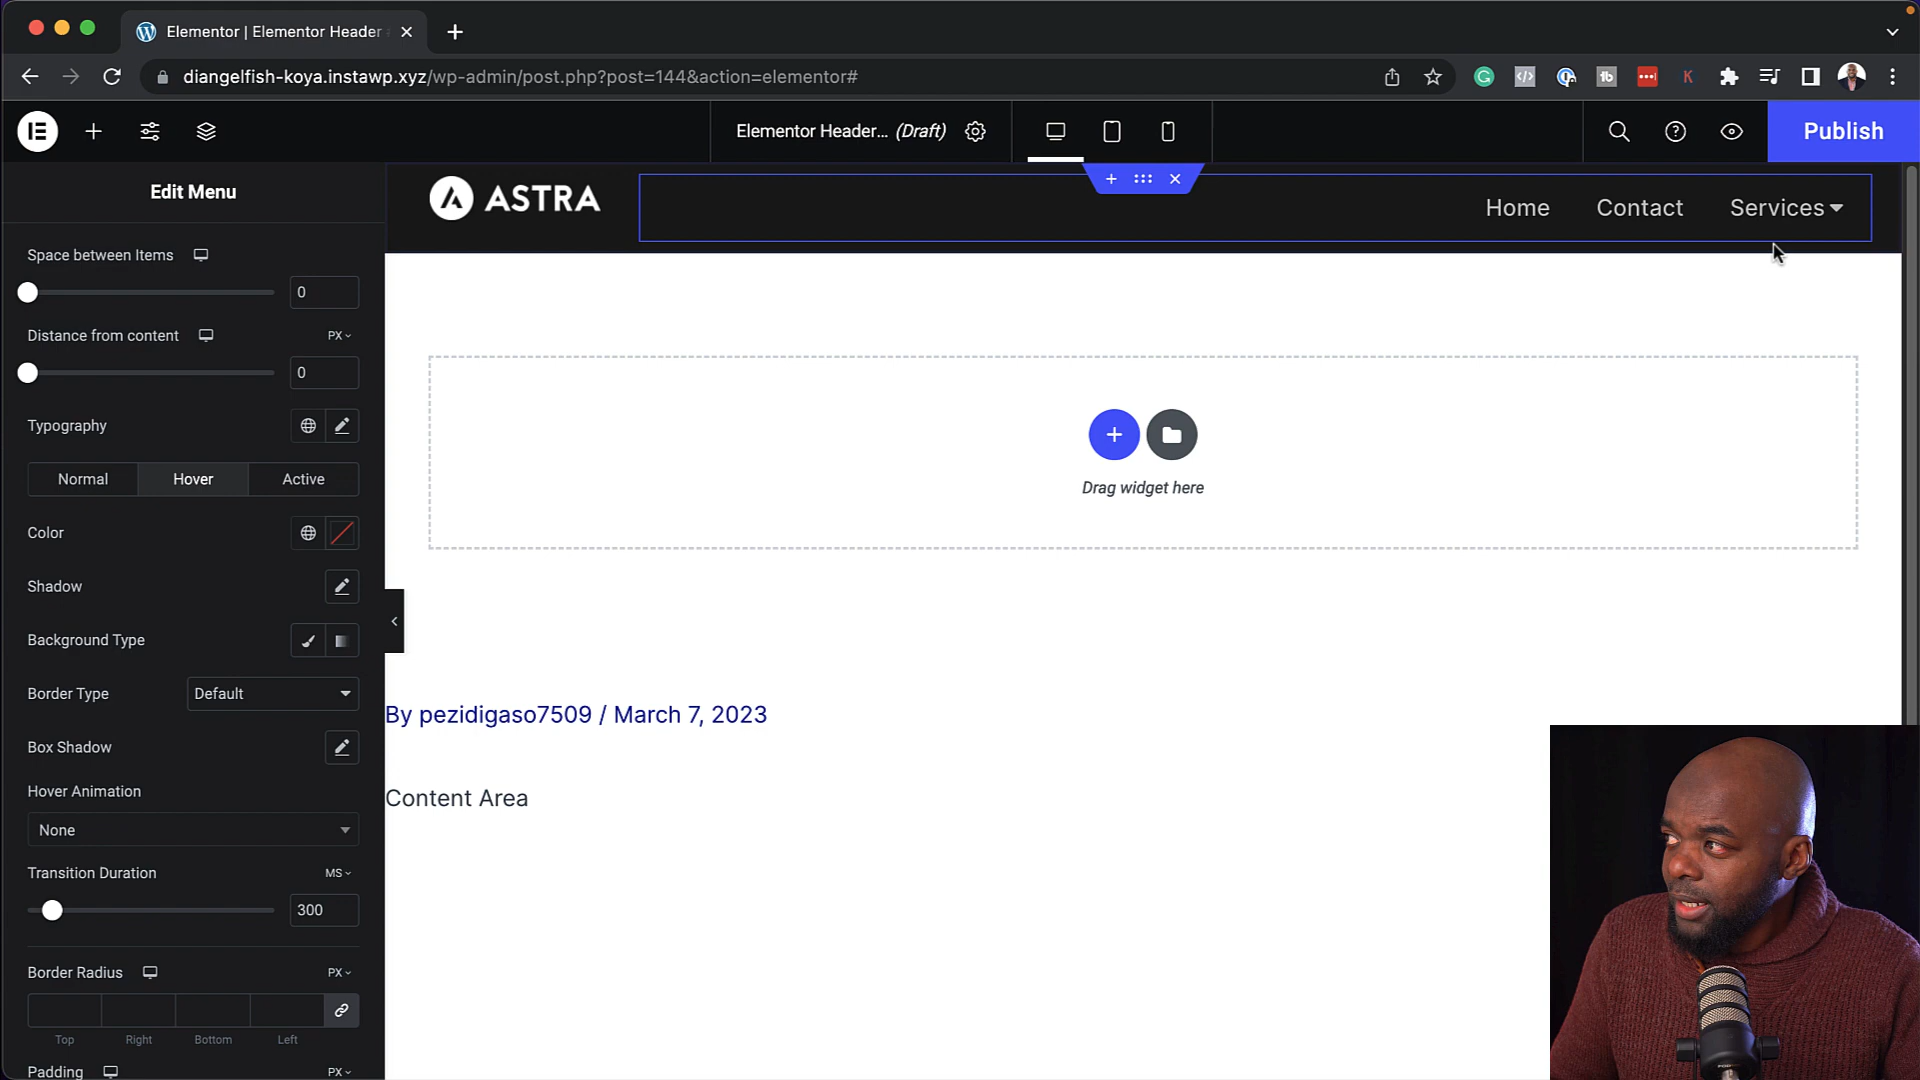 Elementor | Elementor Header
diangelfish-koya.instawp.xyz/wp-admin/post.php?post=144&action=elementor#
Elementor Header... (Draft)
Publish
Edit Menu
ASTRA
Home Contact Services
Space between Items
0
Distance from content PX
0
Typography
Normal Hover Active
Color
Shadow
Background Type
Border Type Default
Box Shadow
Hover Animation
None
Transition Duration MS
300
Border Radius PX
Top Right Bottom Left
Padding PX
Drag widget here
By pezidigaso7509 / March 7, 2023
Content Area